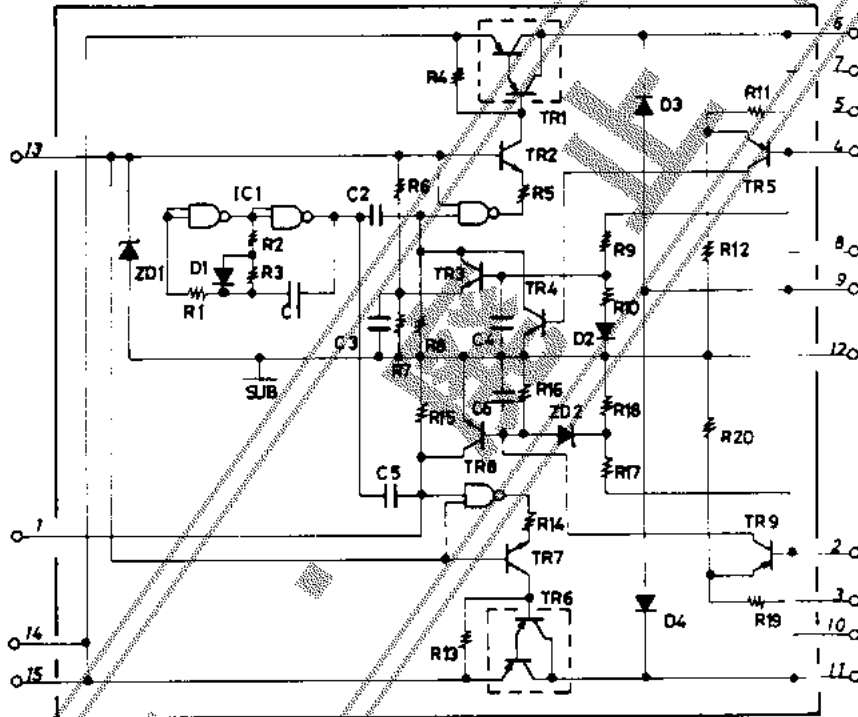 6
7
R4
D3
R11
5
TR1
13
TR2
4
R6
R5
TR5
IC1
C2
R2
R9
R12
8
ZD1
D1
R3
TR3
TR4
R10
9
R1
C1
C3
R8
C4
D2
12
R7
SUB
R16
C6
R15
ZD2
R18
R20
TR8
R17
C5
1
R14
TR9
TR7
2
TR6
3
14
R13
D4
R19
10
15
11